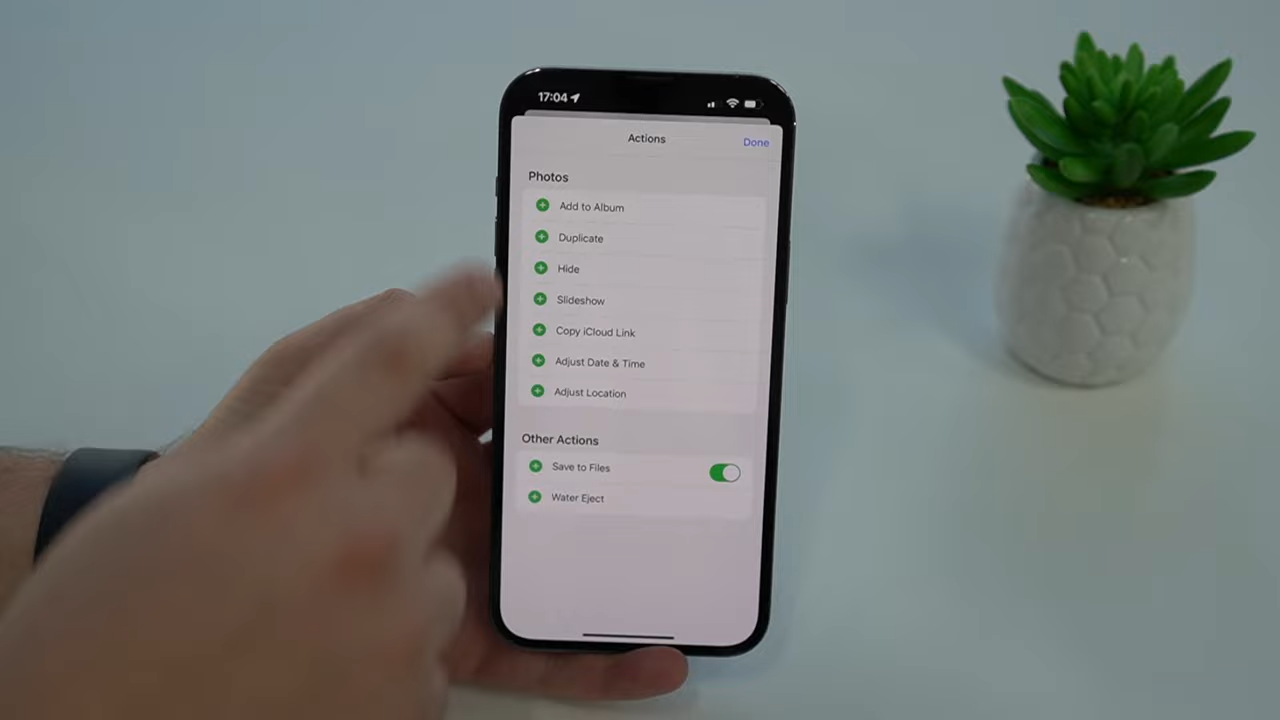 17:04
Actions
Done
Photos
Add to Album
Duplicate
Hide
Slideshow
Copy iCloud Link
Adjust Date & Time
Adjust Location
Other Actions
Save to Files
Water Eject